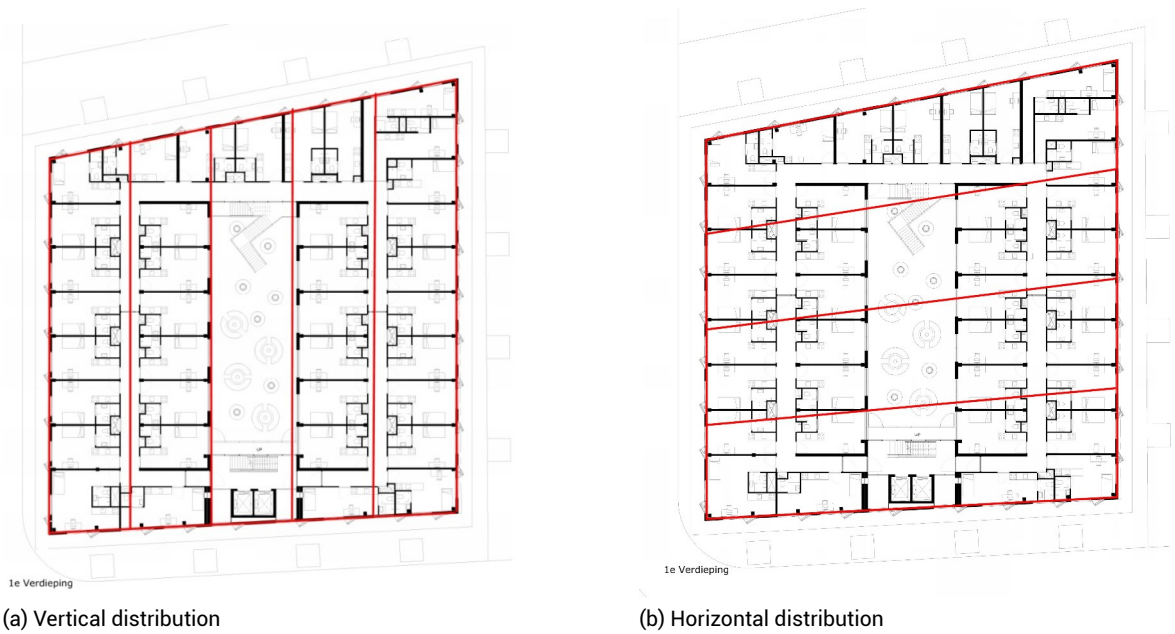 UP
UP
1e Verdieping
1e Verdieping
(a) Vertical distribution
(b) Horizontal distribution